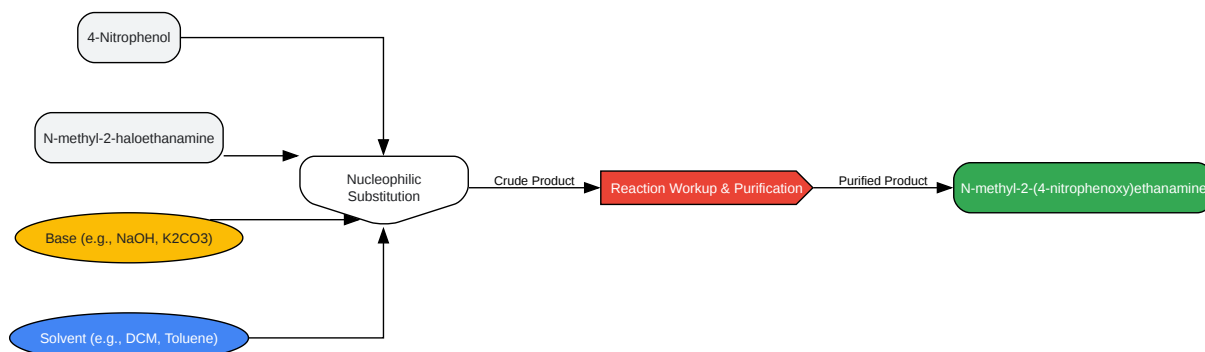 4-Nitrophenol
N-methyl-2-haloethanamine
Nucleophilic
Substitution
Crude Product
Reaction Workup & Purification
Purified Product
N-methyl-2-(4-nitrophenoxy)ethanamine
Base (e.g., NaOH, K2CO3)
Solvent (e.g., DCM, Toluene)